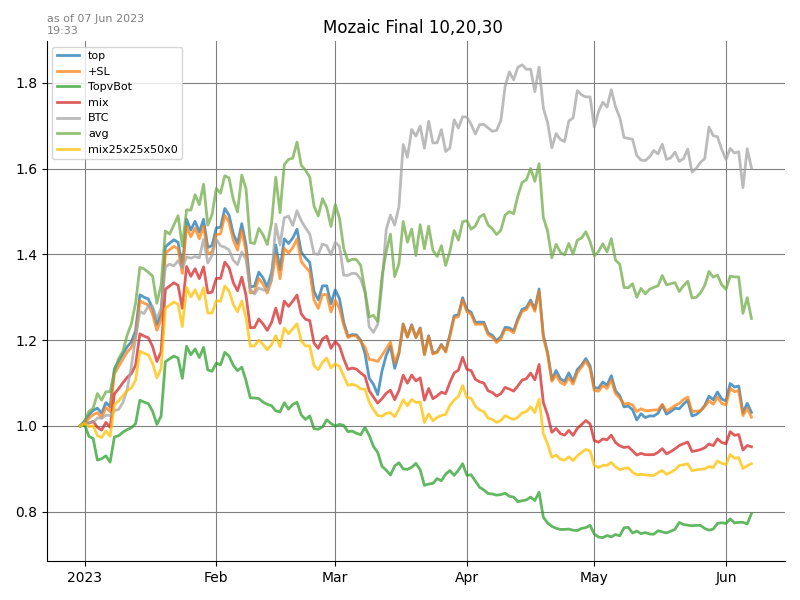 as of 07 Jun 2023
19:33
Mozaic Final 10,20,30
top
+SL
TopvBot
mix
BTC
avg
mix25x25x50x0
1.8
1.6
1.4
1.2
1.0
0.8
2023 Feb Mar Apr May Jun